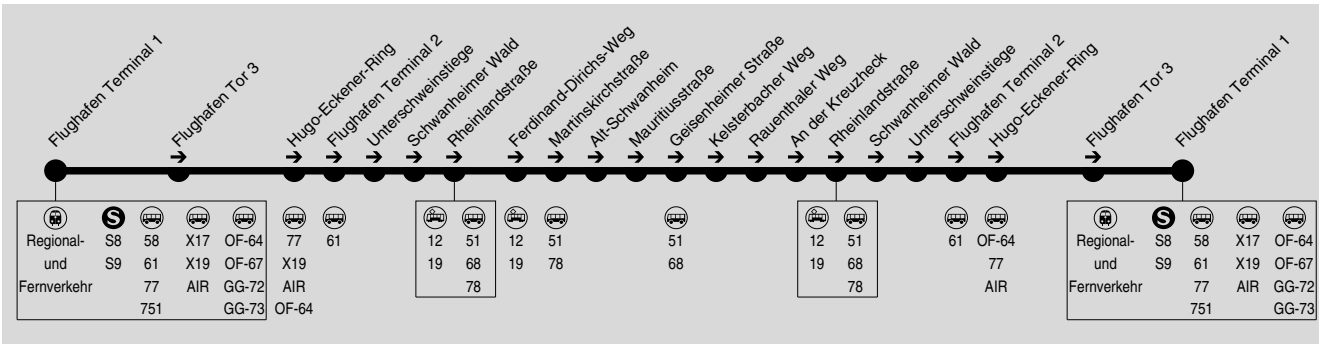 Flughafen Terminal 1
Flughafen Tor 3
Hugo-Eckener-Ring
Flughafen Terminal 2
Unterschweinstiege
Schwanheimer Wald
Rheinlandstraße
Ferdinand-Dirichs-Weg
Martinskirchstraße
Alt-Schwanheim
Mauritiusstraße
Geisenheimer Straße
Kelsterbacher Weg
Rauenthaler Weg
An der Kreuzheck
Rheinlandstraße
Schwanheimer Wald
Unterschweinstiege
Flughafen Terminal 2
Hugo-Eckener-Ring
Flughafen Tor 3
Flughafen Terminal 1
S S
Regional- S8 58 X17 OF-64 77 61 12 51 12 51 51 12 51 61 OF-64 Regional- S8 58 X17 OF-64
und S9 61 X19 OF-67 X19 19 68 19 78 68 19 68 77 und S9 61 X19 OF-67
Fernverkehr 77 AIR GG-72 AIR 78 78 AIR Fernverkehr 77 AIR GG-72
751 GG-73 OF-64 751 GG-73